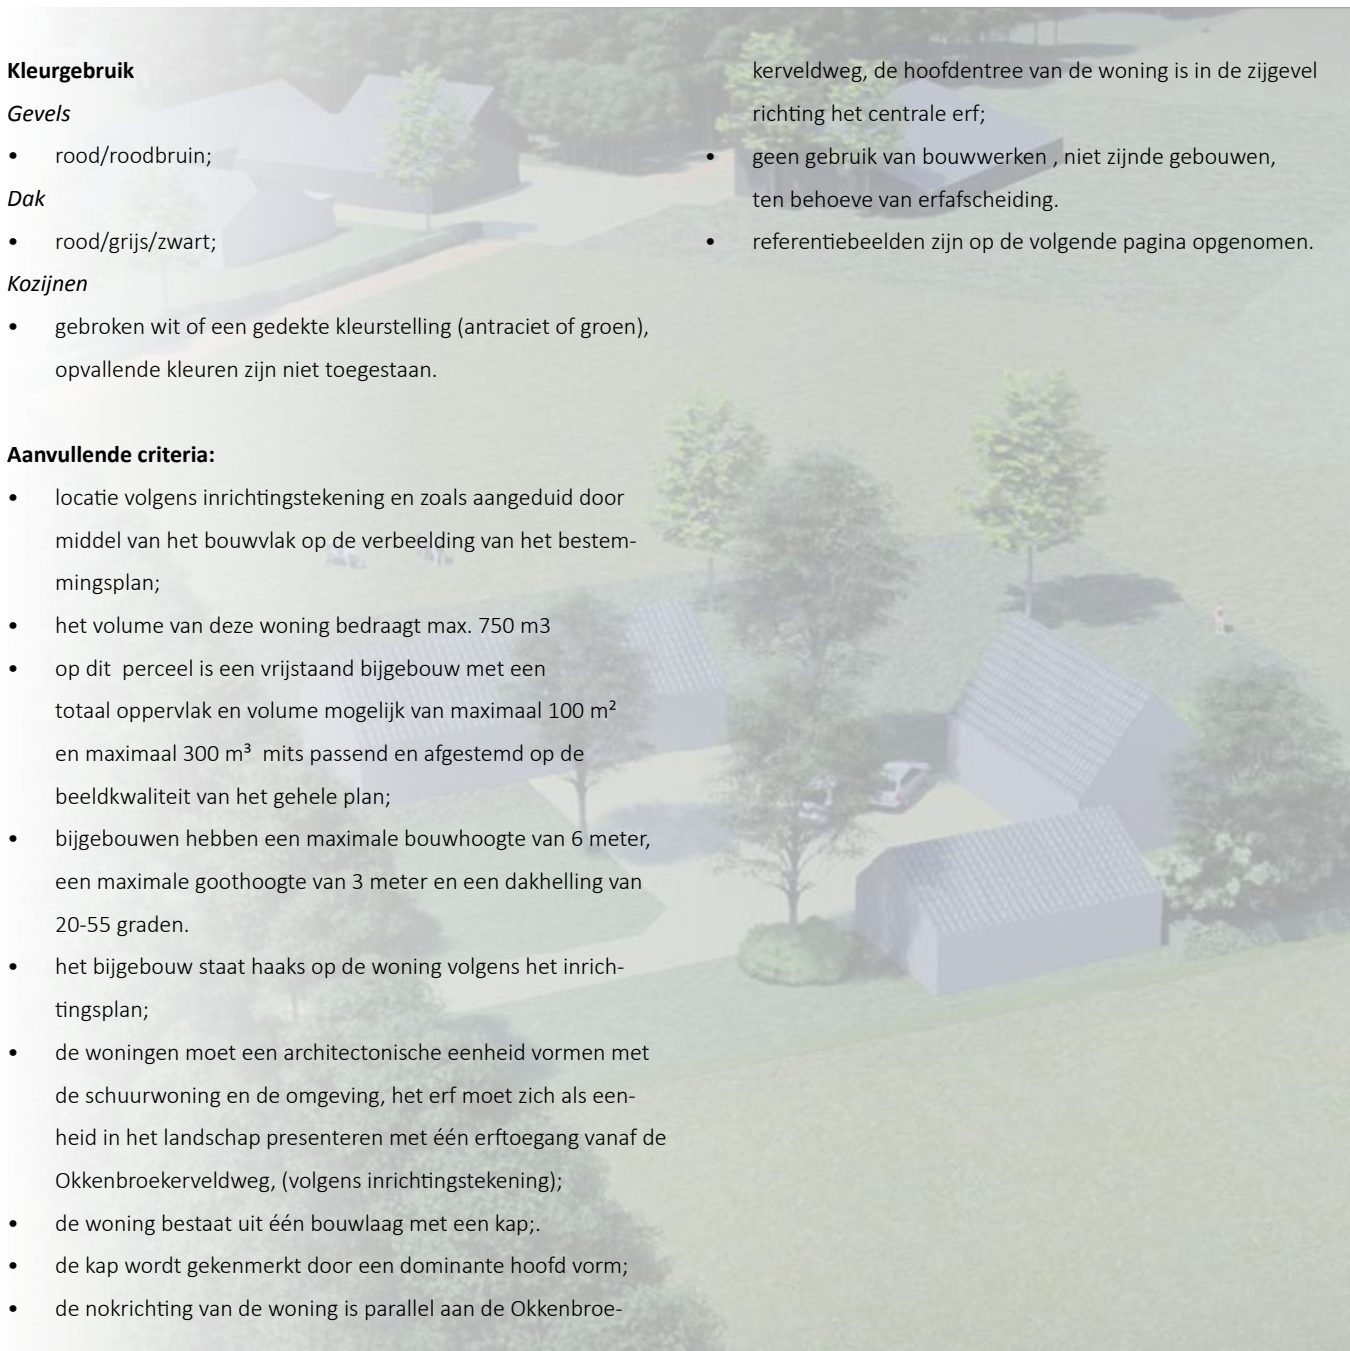 Kleurgebruik
Gevels
• rood/roodbruin;
Dak
• rood/grijs/zwart;
Kozijnen
• gebroken wit of een gedekte kleurstelling (antraciet of groen),
opvallende kleuren zijn niet toegestaan.
Aanvullende criteria:
• locatie volgens inrichtingstekening en zoals aangeduid door
middel van het bouwvlak op de verbeelding van het bestem-
mingsplan;
• het volume van deze woning bedraagt max. 750 m3
• op dit  perceel is een vrijstaand bijgebouw met een
totaal oppervlak en volume mogelijk van maximaal 100 m²
en maximaal 300 m³  mits passend en afgestemd op de
beeldkwaliteit van het gehele plan;
• bijgebouwen hebben een maximale bouwhoogte van 6 meter,
een maximale goothoogte van 3 meter en een dakhelling van
20-55 graden.
• het bijgebouw staat haaks op de woning volgens het inrich-
tingsplan;
• de woningen moet een architectonische eenheid vormen met
de schuurwoning en de omgeving, het erf moet zich als een-
heid in het landschap presenteren met één erftoegang vanaf de
Okkenbroekerveldweg, (volgens inrichtingstekening);
• de woning bestaat uit één bouwlaag met een kap;.
• de kap wordt gekenmerkt door een dominante hoofd vorm;
• de nokrichting van de woning is parallel aan de Okkenbroe-
kerveldweg, de hoofdentree van de woning is in de zijgevel
richting het centrale erf;
• geen gebruik van bouwwerken , niet zijnde gebouwen,
ten behoeve van erfafscheiding.
• referentiebeelden zijn op de volgende pagina opgenomen.